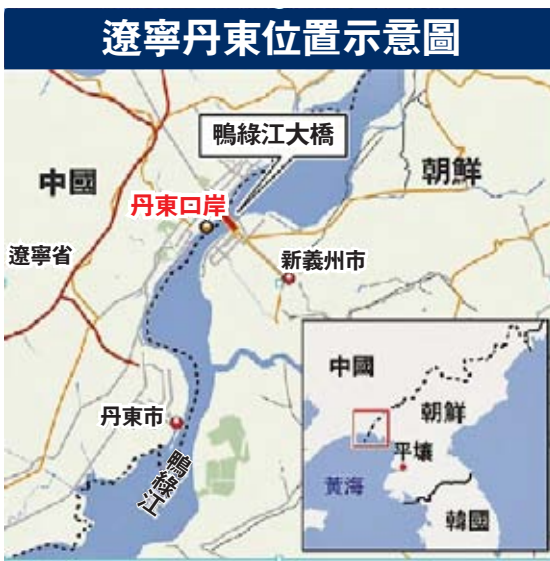 遼寧丹東位置示意圖
鴨綠江大橋
中國
朝鮮
丹東口岸
遼寧省
新義州市
丹東市
鴨綠江
中國
朝鮮
平壤
黃海
韓國